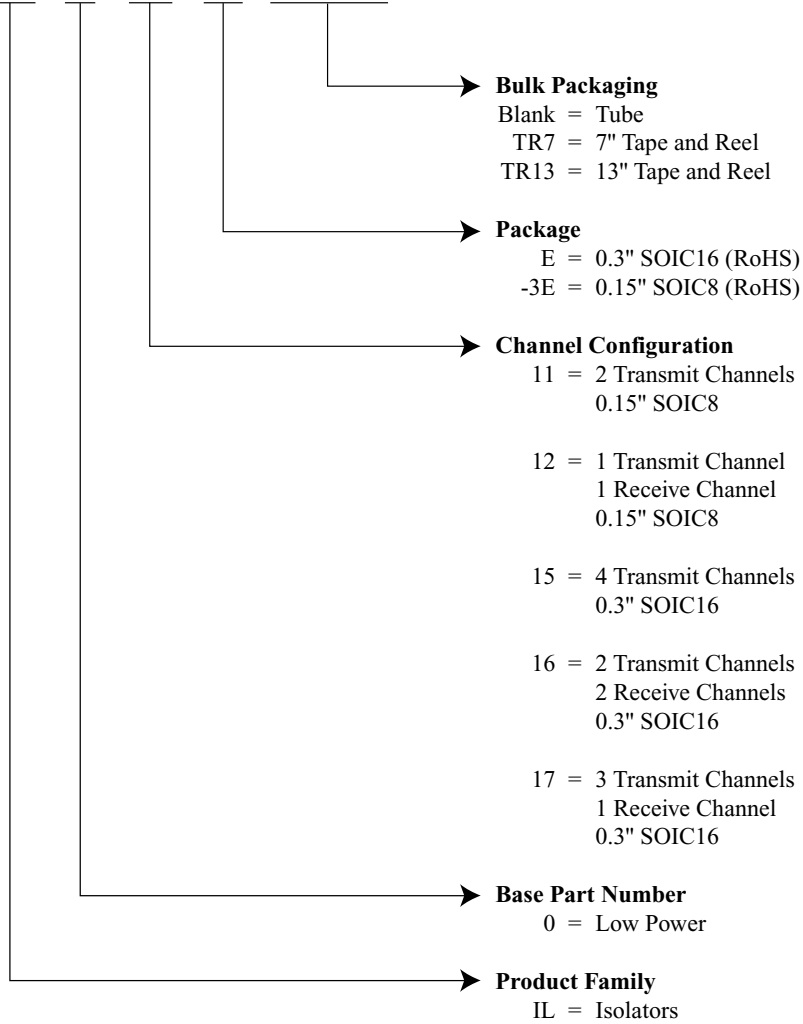 Bulk Packaging
Blank = Tube
TR7 = 7" Tape and Reel
TR13 = 13" Tape and Reel
Package
E = 0.3" SOIC16 (RoHS)
-3E = 0.15" SOIC8 (RoHS)
Channel Configuration
11 = 2 Transmit Channels
0.15" SOIC8
12 = 1 Transmit Channel
1 Receive Channel
0.15" SOIC8
15 = 4 Transmit Channels
0.3" SOIC16
16 = 2 Transmit Channels
2 Receive Channels
0.3" SOIC16
17 = 3 Transmit Channels
1 Receive Channel
0.3" SOIC16
Base Part Number
0 = Low Power
Product Family
IL = Isolators